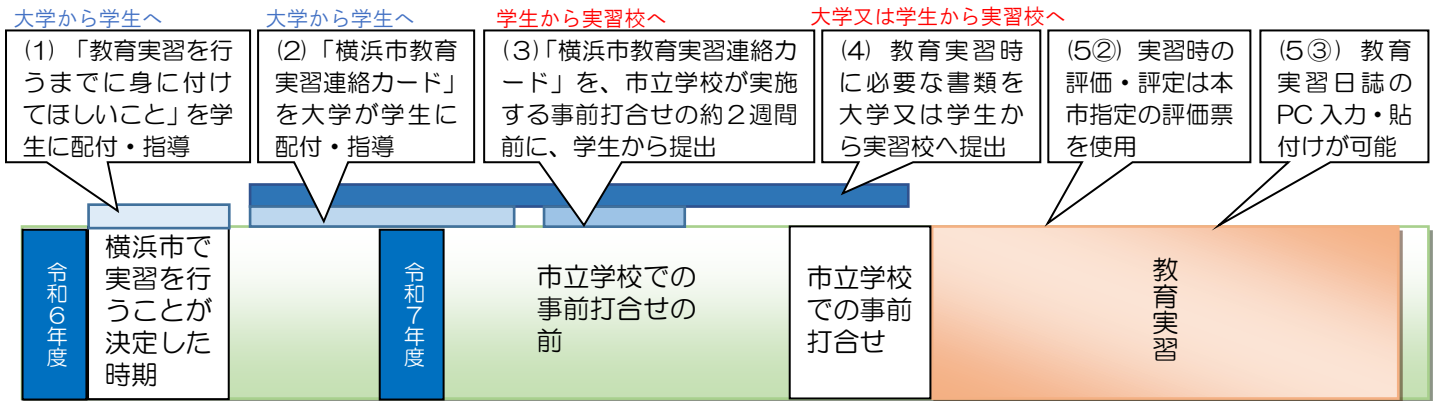 大学から学生へ
(1) 「教育実習を行
うまでに身に付け
てほしいこと」を学
生に配付・指導
大学から学生へ
(2)「横浜市教育
実習連絡カード」
を大学が学生に
配付・指導
学生から実習校へ
(3)「横浜市教育実習連絡カ
ード」を、市立学校が実施
する事前打合せの約２週間
前に、学生から提出
大学又は学生から実習校へ
(4) 教育実習時
に必要な書類を
大学又は学生か
ら実習校へ提出
(5②) 実習時の
評価・評定は本
市指定の評価票
を使用
(5③) 教育
実習日誌の
PC 入力・貼
付けが可能
令和６年度
横浜市で
実習を行
うことが
決定した
時期
令和７年度
市立学校での
事前打合せの
前
市立学校
での事前
打合せ
教育実習